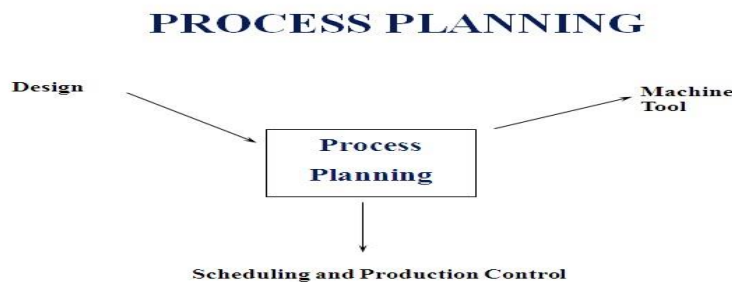 PROCESS PLANNING
Design
Machine
Tool
Process
Planning
Scheduling and Production Control